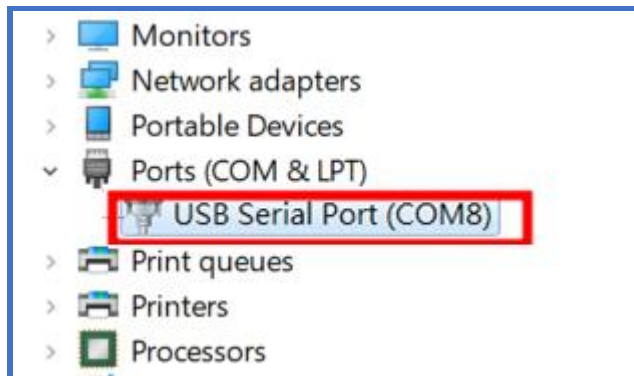 Monitors
Network adapters
Portable Devices
Ports (COM & LPT)
USB Serial Port (COM8)
Print queues
Printers
Processors